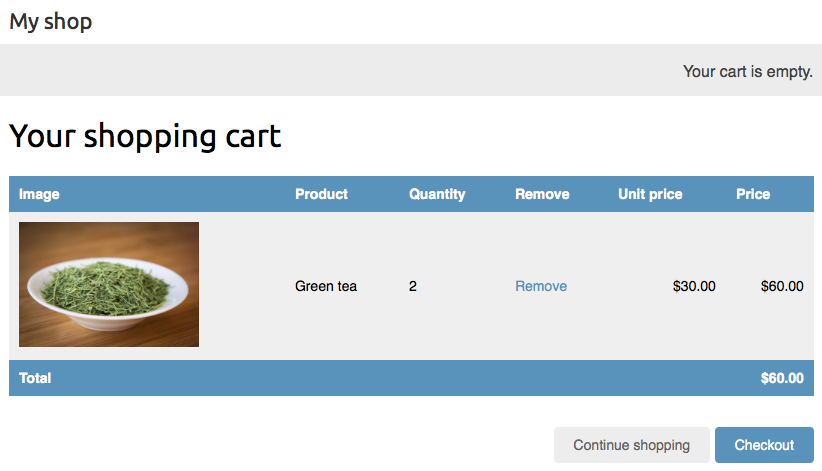 My shop
Your cart is empty.
Your shopping cart
Image Product Quantity Remove Unit price Price
Green tea 2 Remove $30.00 $60.00
Total $60.00
Continue shopping Checkout